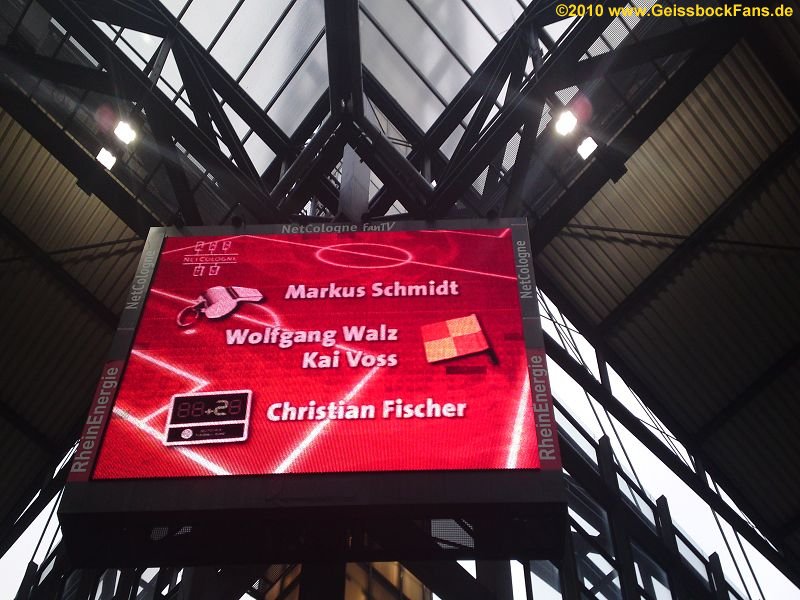 ©2010 www.GeissbockFans.de
NetCologne FanTV
NetCologne
NetCologne
NETCOLOGNE
Markus Schmidt
Wolfgang Walz
Kai Voss
+2
Christian Fischer
RheinEnergie
RheinEnergie